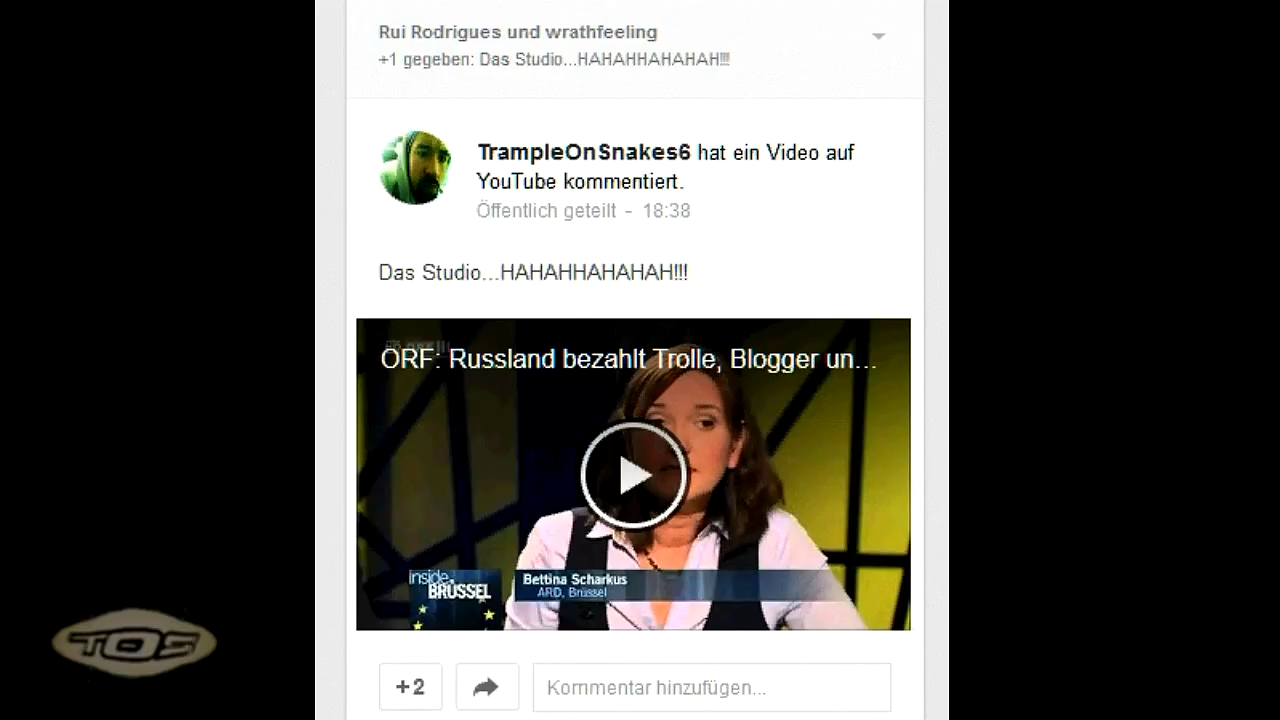 Rui Rodrigues und wrathfeeling
+1 gegeben: Das Studio...HAHAHHAHAHAH!!!
TrampleOnSnakes6 hat ein Video auf
YouTube kommentiert.
Öffentlich geteilt - 18:38
Das Studio...HAHAHHAHAHAH!!!
ORF: Russland bezahlt Trolle, Blogger un...
inside
BRÜSSEL
Bettina Scharkus
ARD, Brüssel
TOS
+2
Kommentar hinzufügen...